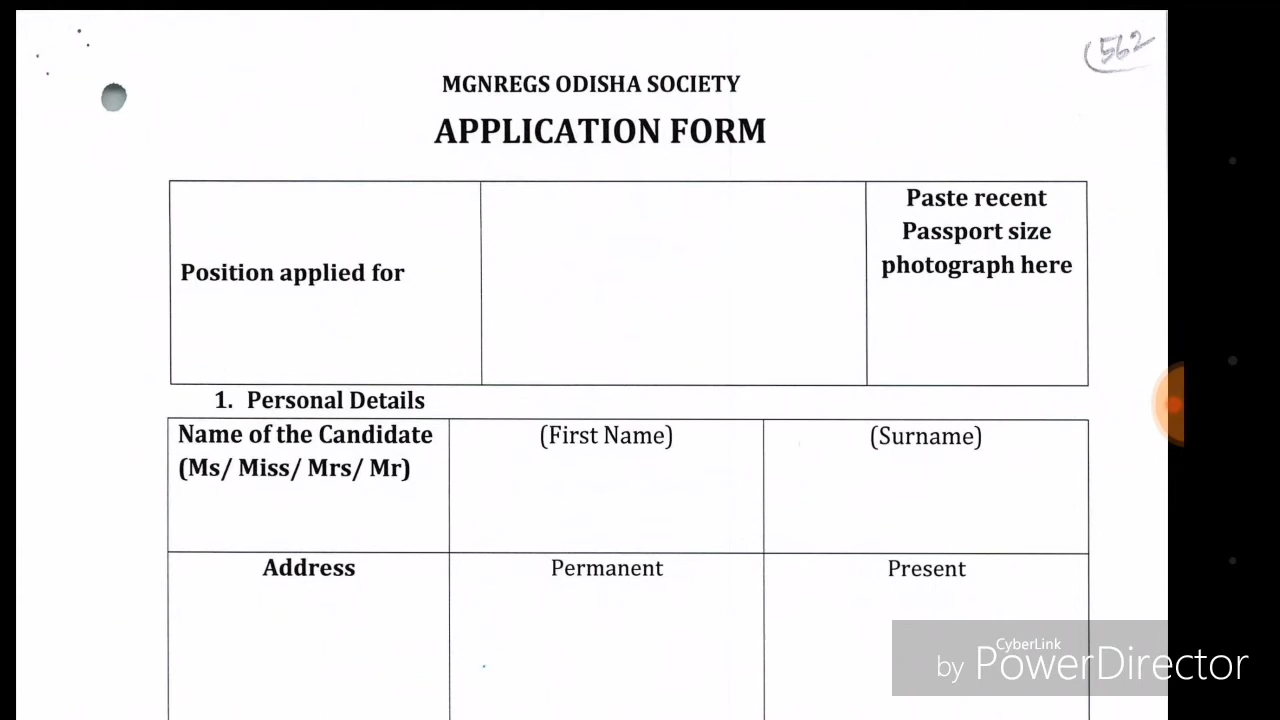 562
MGNREGS ODISHA SOCIETY
APPLICATION FORM
Position applied for
Paste recent
Passport size
photograph here
1. Personal Details
Name of the Candidate
(Ms/ Miss/ Mrs/ Mr)
(First Name)
(Surname)
Address
Permanent
Present
CyberLink
by PowerDirector